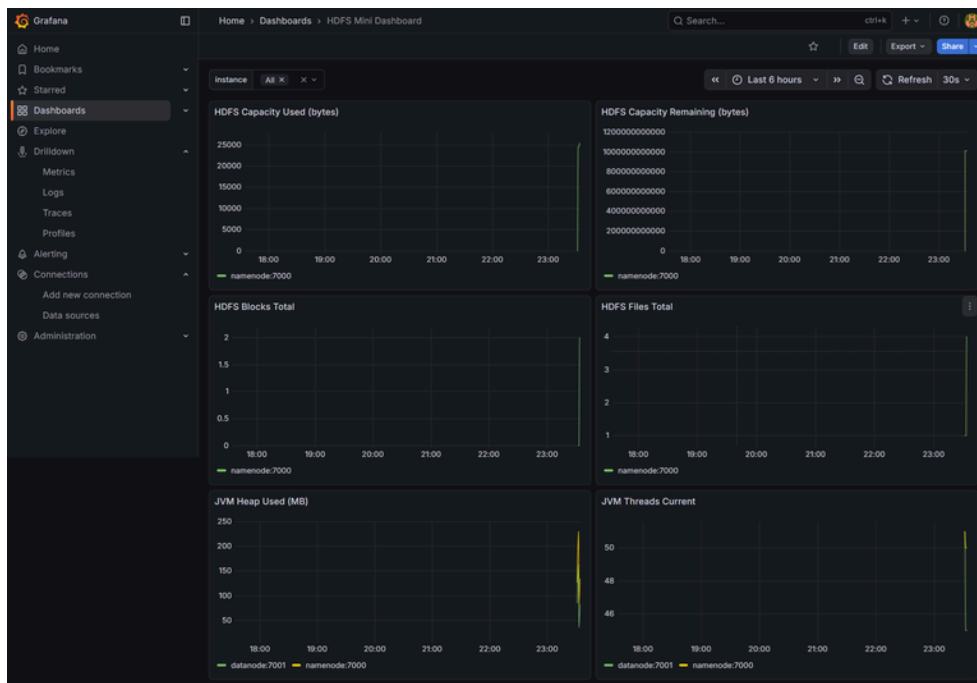 Grafana
Home › Dashboards › HDFS Mini Dashboard
Search...
ctrl+k
Edit
Export
Share
Home
Bookmarks
Starred
Dashboards
Explore
Drilldown
Metrics
Logs
Traces
Profiles
Alerting
Connections
Add new connection
Data sources
Administration
instance
All
Last 6 hours
Refresh
30s
HDFS Capacity Used (bytes)
25000
20000
15000
10000
5000
0
18:00 19:00 20:00 21:00 22:00 23:00
namenode:7000
HDFS Capacity Remaining (bytes)
1200000000000
1000000000000
800000000000
600000000000
400000000000
200000000000
0
18:00 19:00 20:00 21:00 22:00 23:00
namenode:7000
HDFS Blocks Total
2
1.5
1
0.5
0
18:00 19:00 20:00 21:00 22:00 23:00
namenode:7000
HDFS Files Total
4
3
2
1
18:00 19:00 20:00 21:00 22:00 23:00
namenode:7000
JVM Heap Used (MB)
250
200
150
100
50
18:00 19:00 20:00 21:00 22:00 23:00
datanode:7001 namenode:7000
JVM Threads Current
50
48
46
18:00 19:00 20:00 21:00 22:00 23:00
datanode:7001 namenode:7000